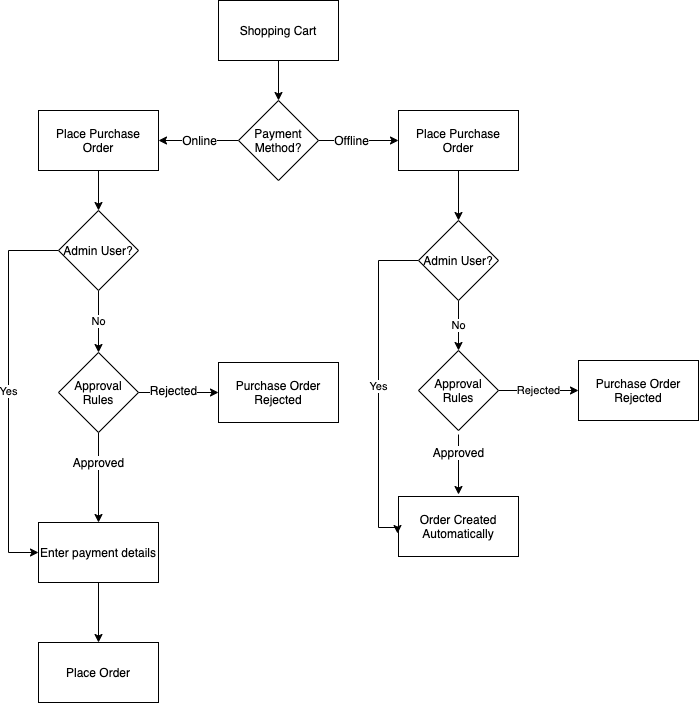 Shopping Cart
Payment
Method?
Online
Offline
Place Purchase
Order
Place Purchase
Order
Admin User?
Admin User?
No
No
Yes
Yes
Approval
Rules
Rejected
Purchase Order
Rejected
Approval
Rules
Rejected
Purchase Order
Rejected
Approved
Approved
Enter payment details
Order Created
Automatically
Place Order